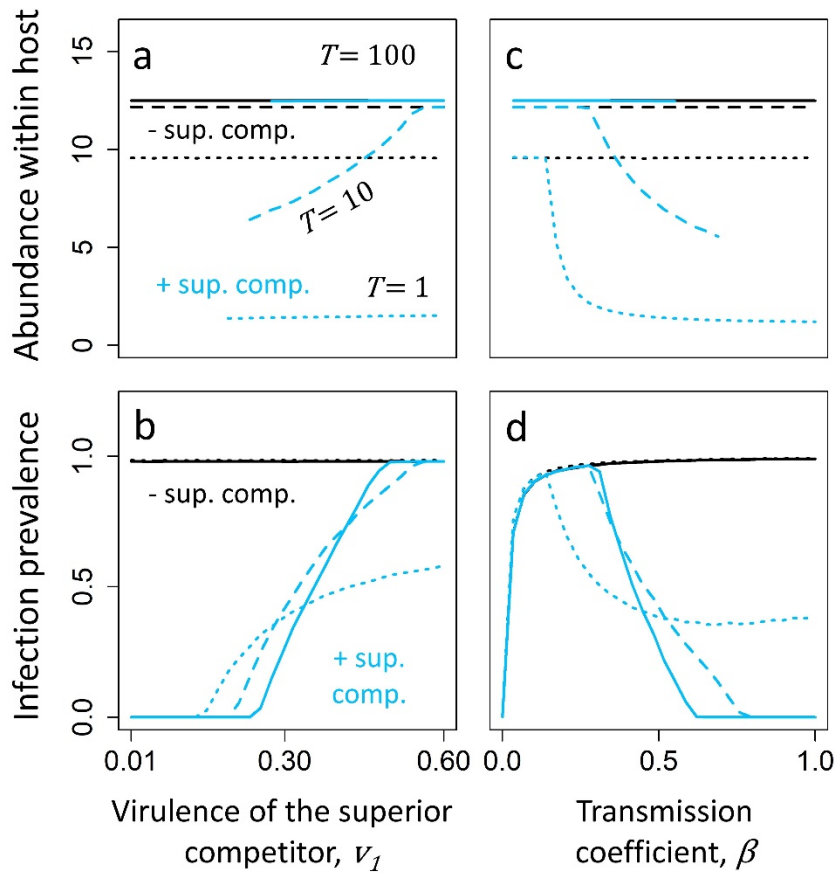 Abundance within host
15
10
5
0
a
T= 100
- sup. comp.
T= 10
+ sup. comp.
T= 1
c
Infection prevalence
1.0
0.5
0.0
b
- sup. comp.
+ sup.
comp.
d
0.01
0.30
0.60
0.0
0.5
1.0
Virulence of the superior
competitor, v₁
Transmission
coefficient, β